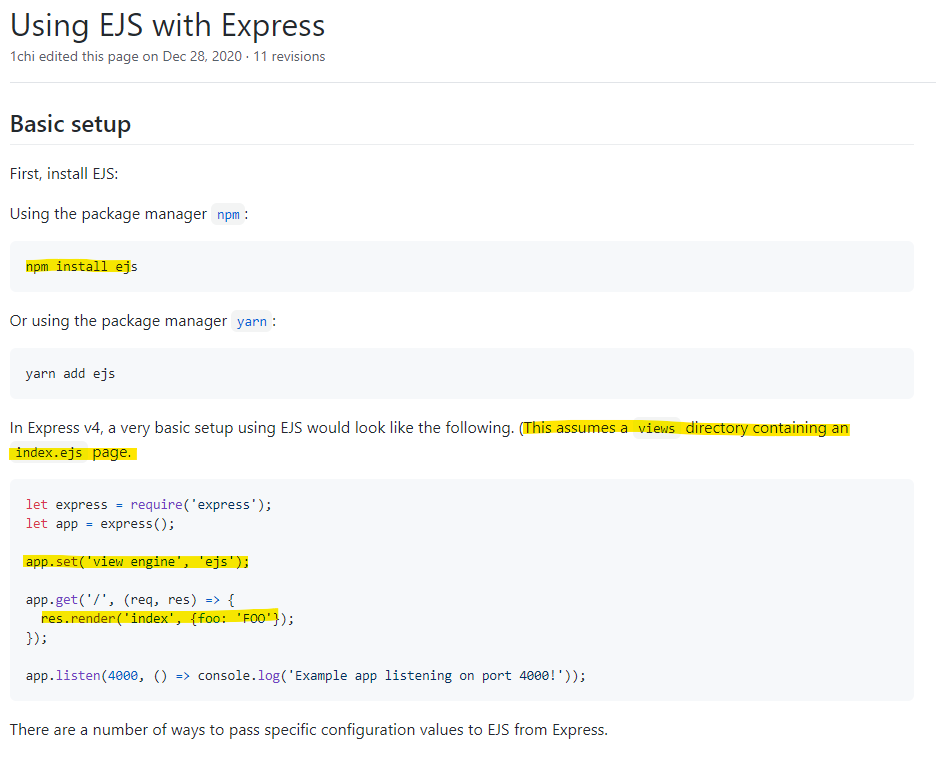 Using EJS with Express
1chi edited this page on Dec 28, 2020 · 11 revisions
Basic setup
First, install EJS:
Using the package manager npm :
npm install ejs
Or using the package manager yarn :
yarn add ejs
In Express v4, a very basic setup using EJS would look like the following. (This assumes a views directory containing an
index.ejs page.
let express = require('express');
let app = express();
app.set('view engine', 'ejs');
app.get('/', (req, res) => {
  res.render('index', {foo: 'FOO'});
});
app.listen(4000, () => console.log('Example app listening on port 4000!'));
There are a number of ways to pass specific configuration values to EJS from Express.